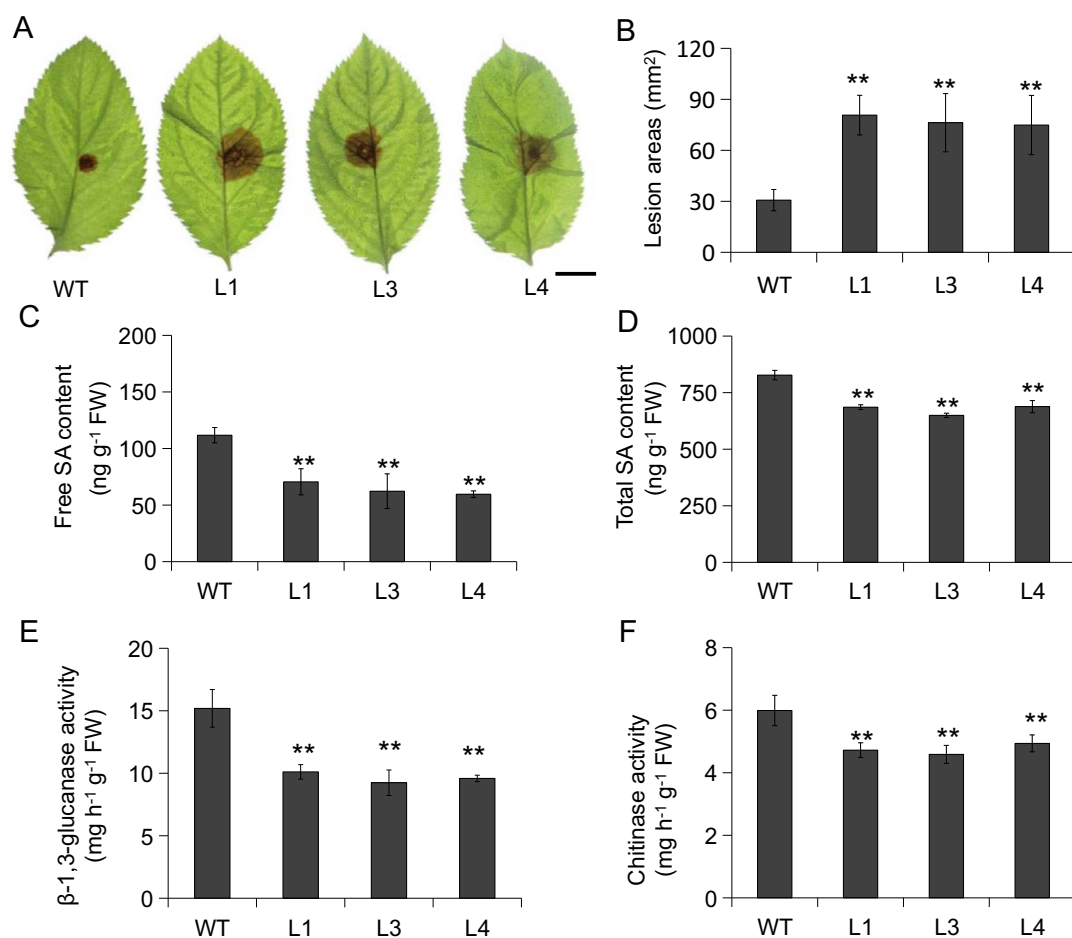 A
WT
L1
L3
L4
B
Lesion areas (mm²)
120
90
60
30
0
**
**
**
WT
L1
L3
L4
C
Free SA content
(ng g⁻¹ FW)
200
150
100
50
0
**
**
**
WT
L1
L3
L4
D
Total SA content
(ng g⁻¹ FW)
1000
750
500
250
0
**
**
**
WT
L1
L3
L4
E
β-1,3-glucanase activity
(mg h⁻¹ g⁻¹ FW)
20
15
10
5
0
**
**
**
WT
L1
L3
L4
F
Chitinase activity
(mg h⁻¹ g⁻¹ FW)
8
6
4
2
0
**
**
**
WT
L1
L3
L4